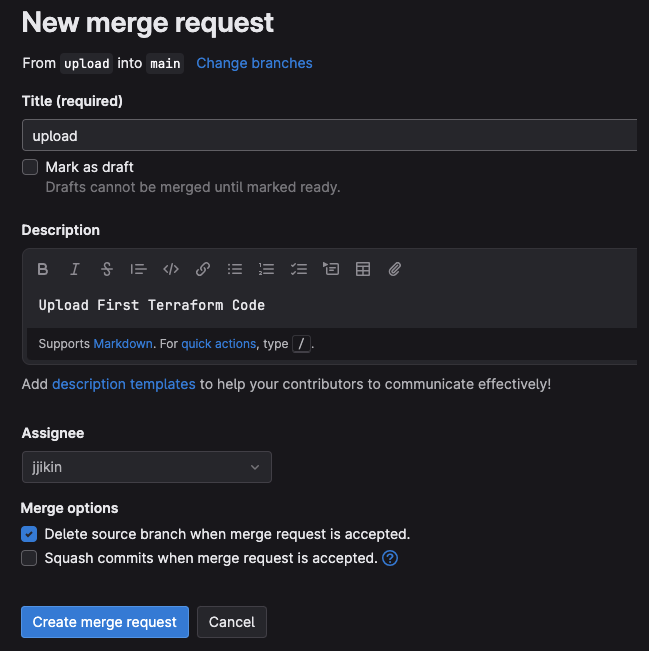 New merge request
From upload into main Change branches
Title (required)
upload
Mark as draft
Drafts cannot be merged until marked ready.
Description
B I S
Upload First Terraform Code
Supports Markdown. For quick actions, type /.
Add description templates to help your contributors to communicate effectively!
Assignee
jjikin
Merge options
Delete source branch when merge request is accepted.
Squash commits when merge request is accepted. ?
Create merge request Cancel